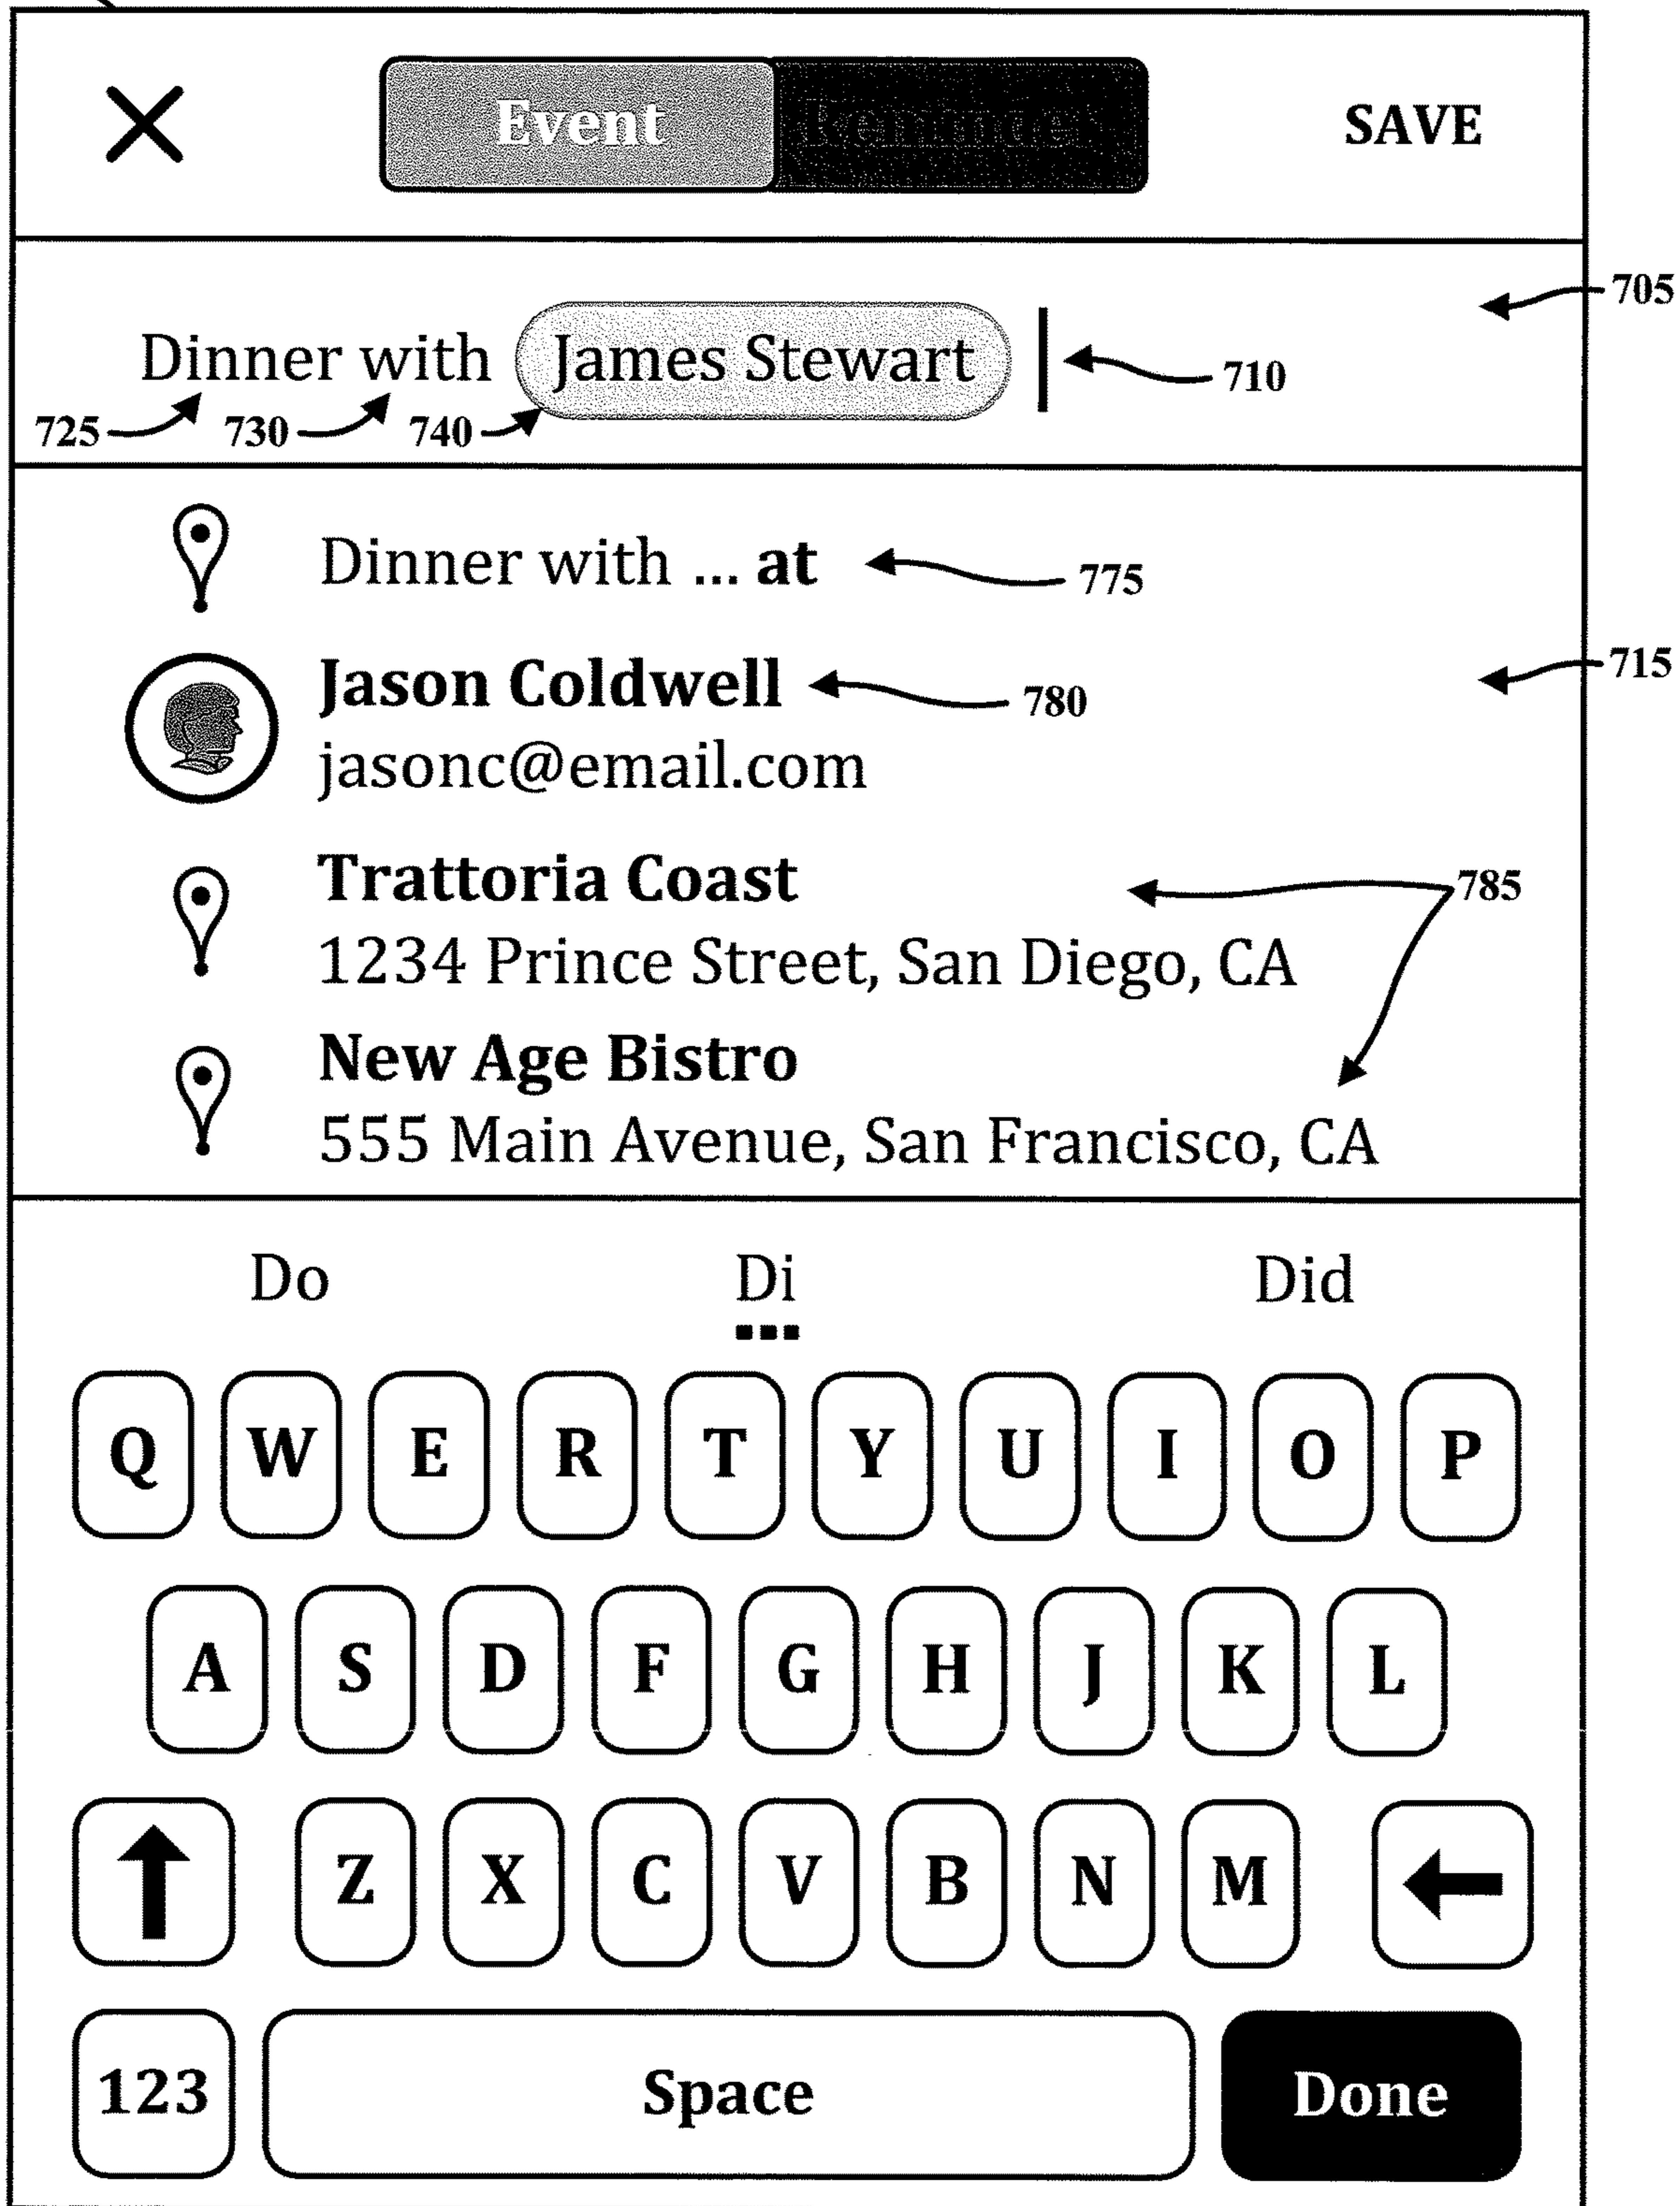 Event Reminder SAVE
705
Dinner with James Stewart
710
725 730 740
Dinner with ... at
775
Jason Coldwell
780
715
jasonc@email.com
Trattoria Coast
785
1234 Prince Street, San Diego, CA
New Age Bistro
555 Main Avenue, San Francisco, CA
Do Di Did
Q W E R T Y U I O P
A S D F G H J K L
Z X C V B N M
123 Space Done